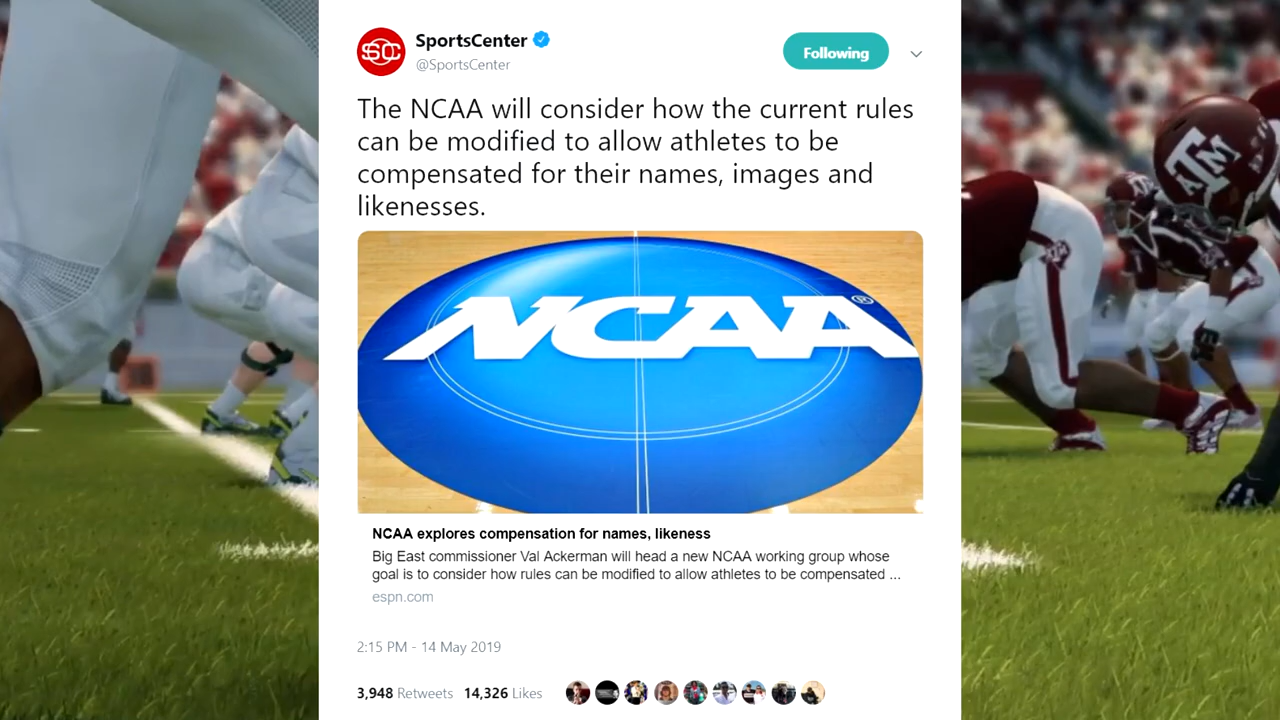 SportsCenter
@SportsCenter
Following
The NCAA will consider how the current rules
can be modified to allow athletes to be
compensated for their names, images and
likenesses.
NCAA®
NCAA explores compensation for names, likeness
Big East commissioner Val Ackerman will head a new NCAA working group whose
goal is to consider how rules can be modified to allow athletes to be compensated ...
espn.com
2:15 PM - 14 May 2019
3,948 Retweets 14,326 Likes
SC
ATM